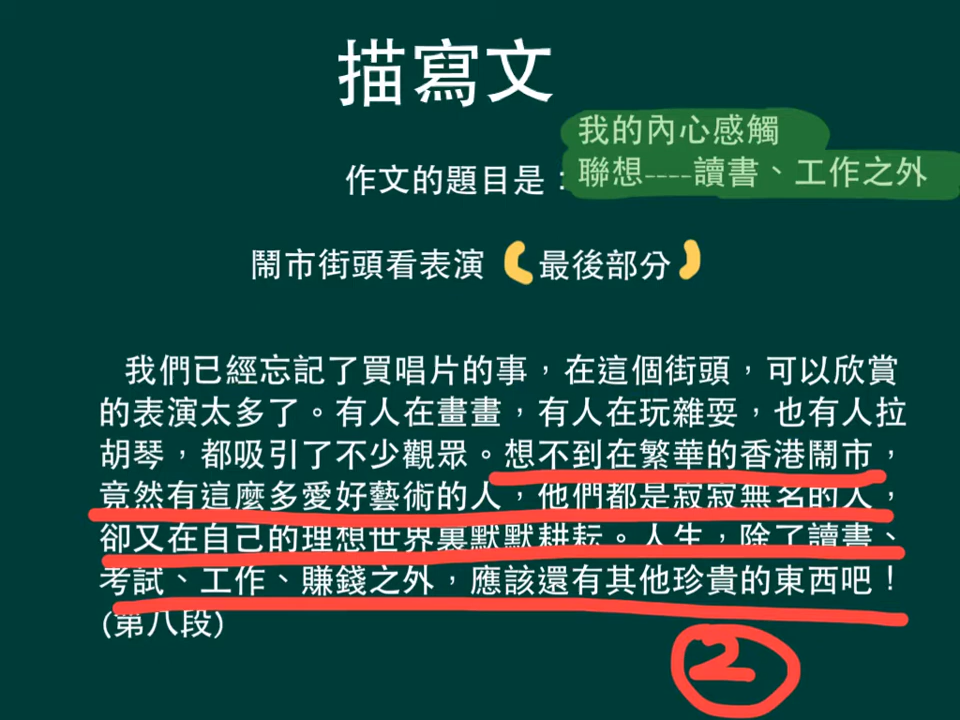 描寫文
我的內心感觸
聯想----讀書、工作之外
作文的題目是：
鬧市街頭看表演（最後部分）
我們已經忘記了買唱片的事，在這個街頭，可以欣賞
的表演太多了。有人在畫畫，有人在玩雜耍，也有人拉
胡琴，都吸引了不少觀眾。想不到在繁華的香港鬧市，
竟然有這麼多愛好藝術的人，他們都是寂寂無名的人，
卻又在自己的理想世界裏默默耕耘。人生，除了讀書、
考試、工作、賺錢之外，應該還有其他珍貴的東西吧！
(第八段)
2